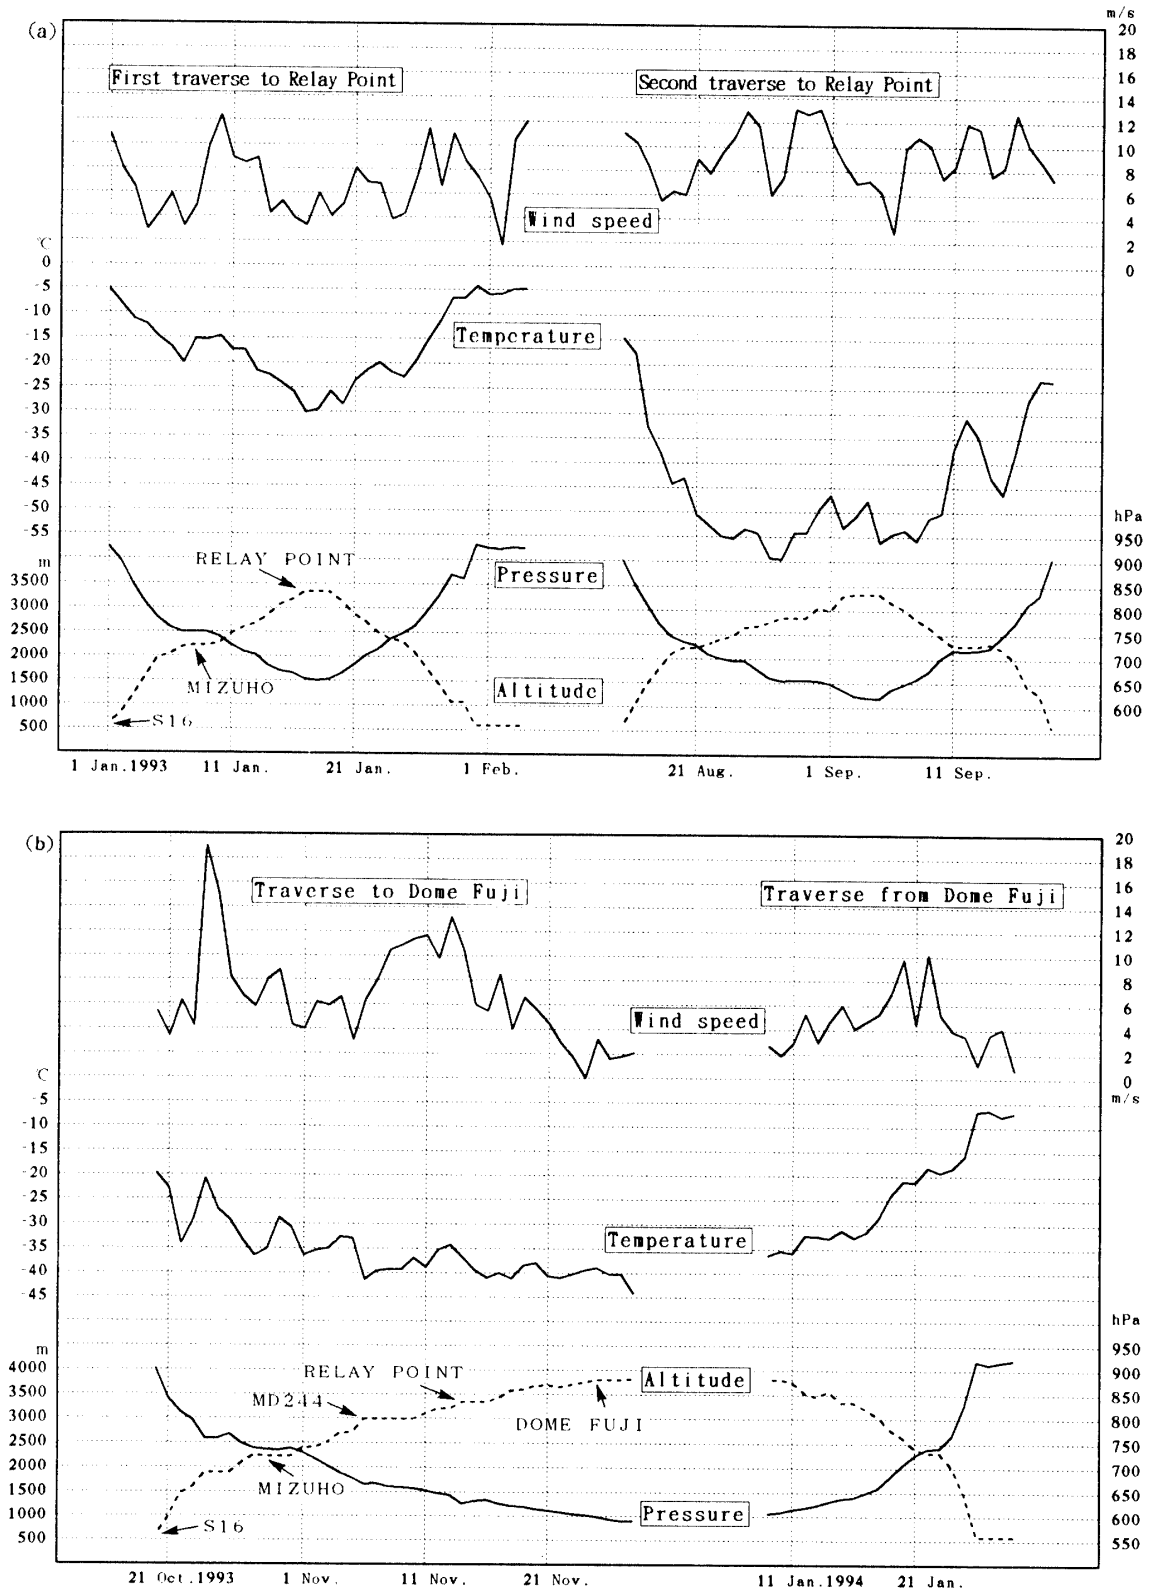 (a)
m/s
20
18
16
14
12
10
8
6
4
2
0
First traverse to Relay Point
Second traverse to Relay Point
Wind speed
℃
0
-5
-10
-15
-20
-25
-30
-35
-40
-45
-50
-55
Temperature
hPa
950
900
850
800
750
700
650
600
m
3500
3000
2500
2000
1500
1000
500
RELAY POINT
Pressure
MIZUHO
Altitude
S16
1 Jan.1993
11 Jan.
21 Jan.
1 Feb.
21 Aug.
1 Sep.
11 Sep.
(b)
20
18
16
14
12
10
8
6
4
2
0
m/s
Traverse to Dome Fuji
Traverse from Dome Fuji
Wind speed
℃
-5
-10
-15
-20
-25
-30
-35
-40
-45
Temperature
hPa
950
900
850
800
750
700
650
600
550
m
4000
3500
3000
2500
2000
1500
1000
500
RELAY POINT
Altitude
MD244
DOME FUJI
MIZUHO
Pressure
S16
21 Oct.1993
1 Nov.
11 Nov.
21 Nov.
11 Jan.1994
21 Jan.